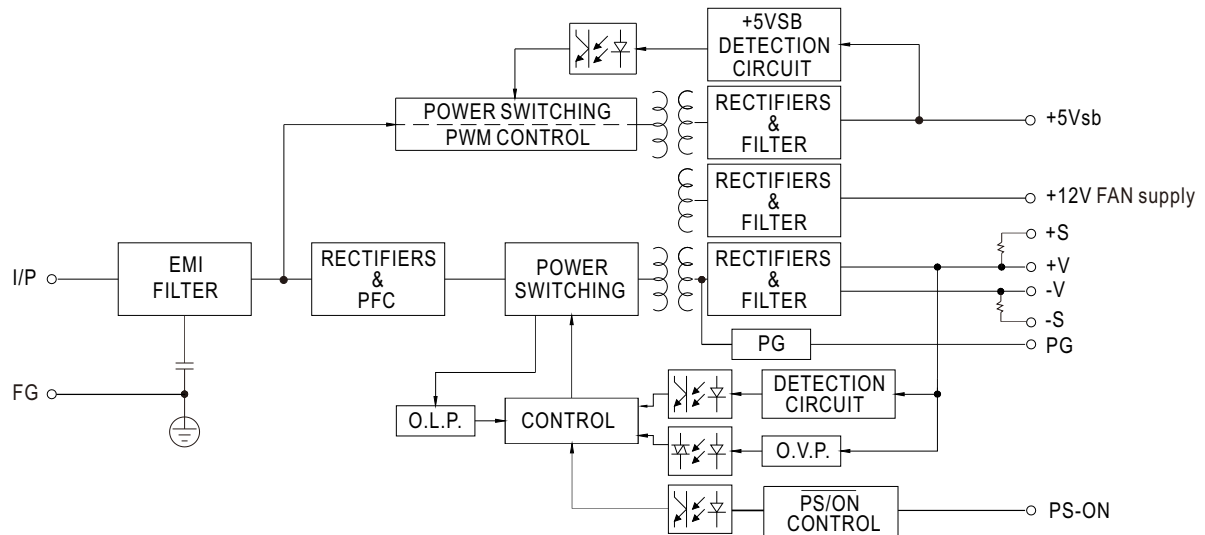 +5VSB
DETECTION
CIRCUIT
POWER SWITCHING
PWM CONTROL
RECTIFIERS
&
FILTER
+5Vsb
RECTIFIERS
&
FILTER
+12V FAN supply
+S
I/P
EMI
FILTER
RECTIFIERS
&
PFC
POWER
SWITCHING
RECTIFIERS
&
FILTER
+V
-V
-S
PG
PG
FG
O.L.P.
CONTROL
DETECTION
CIRCUIT
O.V.P.
PS/ON
CONTROL
PS-ON